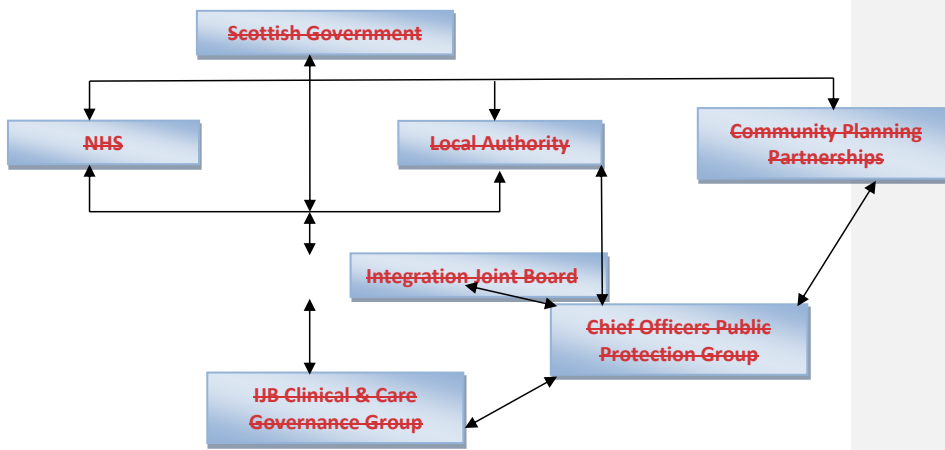 Scottish Government
NHS
Local Authority
Community Planning
Partnerships
Integration Joint Board
Chief Officers Public
Protection Group
IJB Clinical & Care
Governance Group